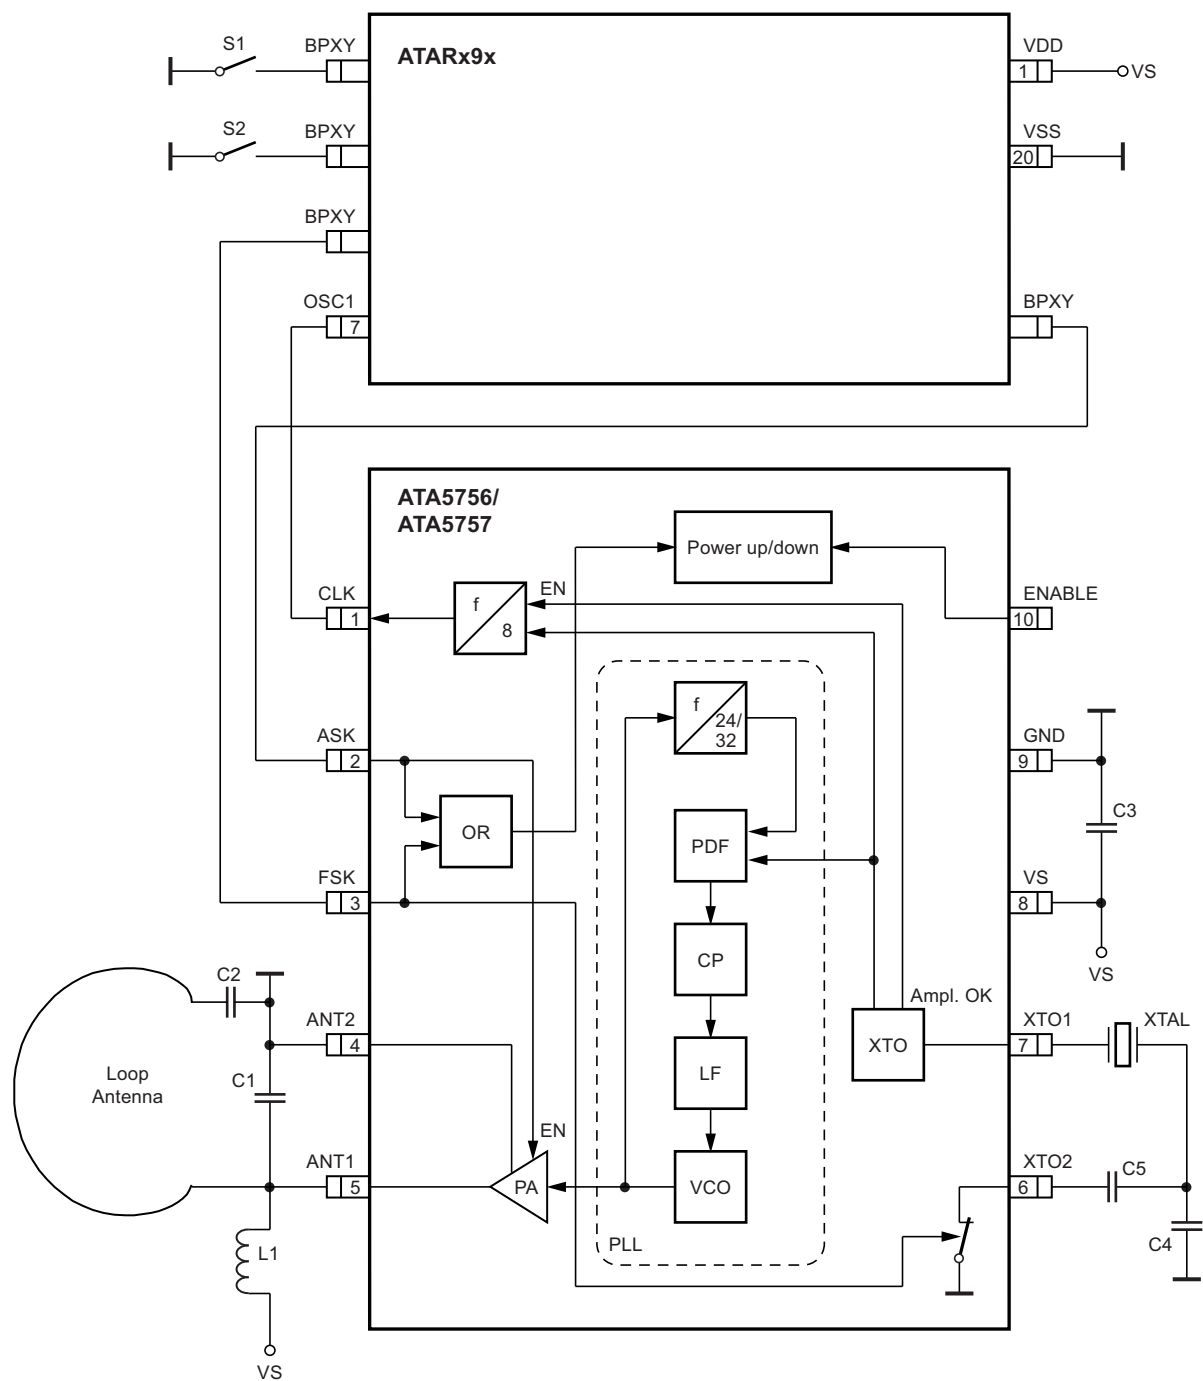 S1
BPXY
ATARx9x
VDD
1
VS
S2
BPXY
VSS
20
BPXY
OSC1
7
BPXY
ATA5756/
ATA5757
Power up/down
CLK
1
f
8
EN
ENABLE
10
f
24/
32
ASK
2
GND
9
OR
PDF
C3
FSK
3
VS
8
CP
VS
C2
Ampl. OK
ANT2
4
XTO
XTO1
7
XTAL
Loop
Antenna
C1
LF
EN
ANT1
5
PA
VCO
XTO2
6
C5
L1
PLL
C4
VS